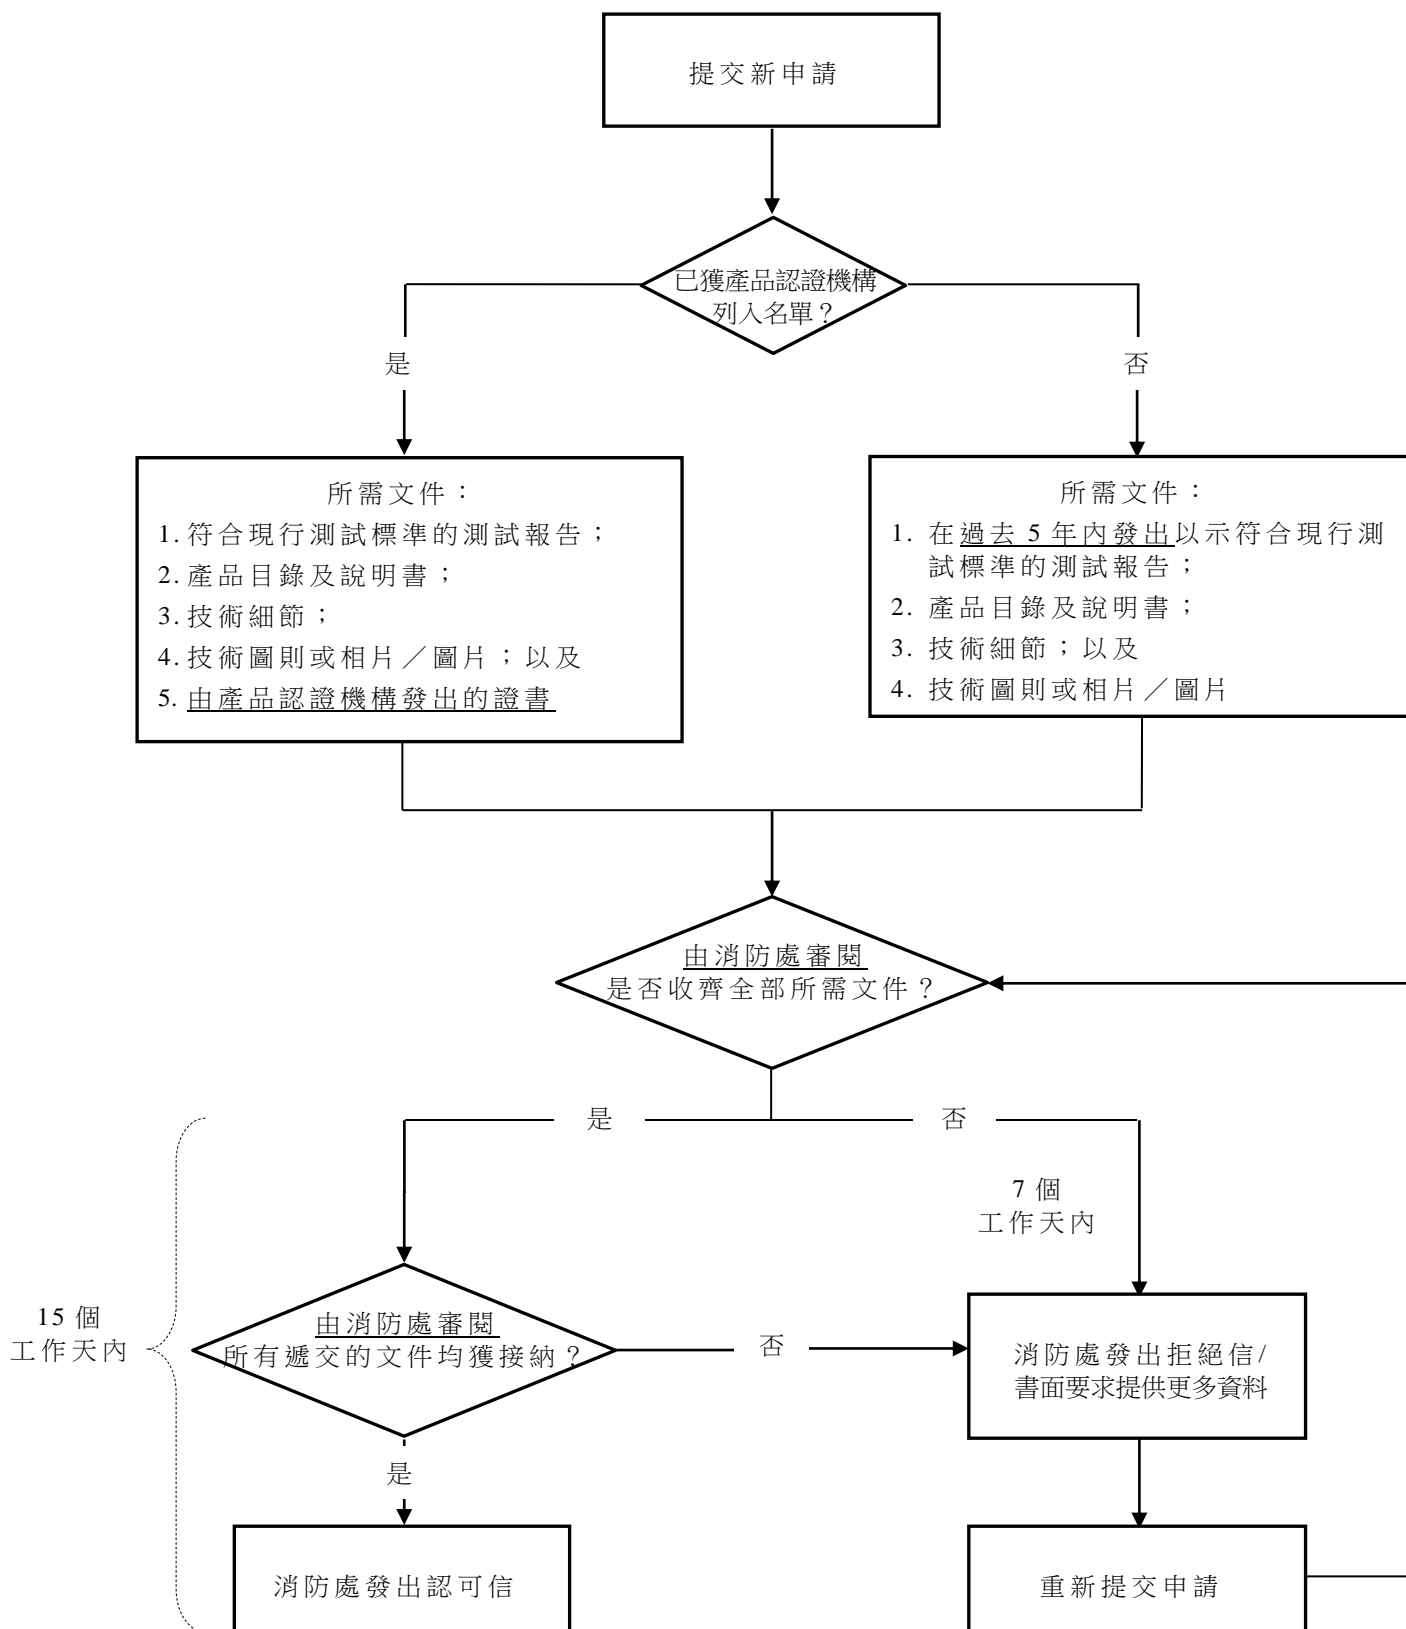 提交新申請
已獲產品認證機構
列入名單？
是
否
所需文件：
1. 符合現行測試標準的測試報告；
2. 產品目錄及說明書；
3. 技術細節；
4. 技術圖則或相片／圖片；以及
5. 由產品認證機構發出的證書
所需文件：
1. 在過去 5 年內發出以示符合現行測
試標準的測試報告；
2. 產品目錄及說明書；
3. 技術細節；以及
4. 技術圖則或相片／圖片
由消防處審閱
是否收齊全部所需文件？
是
否
7 個
工作天內
15 個
工作天內
由消防處審閱
所有遞交的文件均獲接納？
否
消防處發出拒絕信/
書面要求提供更多資料
是
消防處發出認可信
重新提交申請